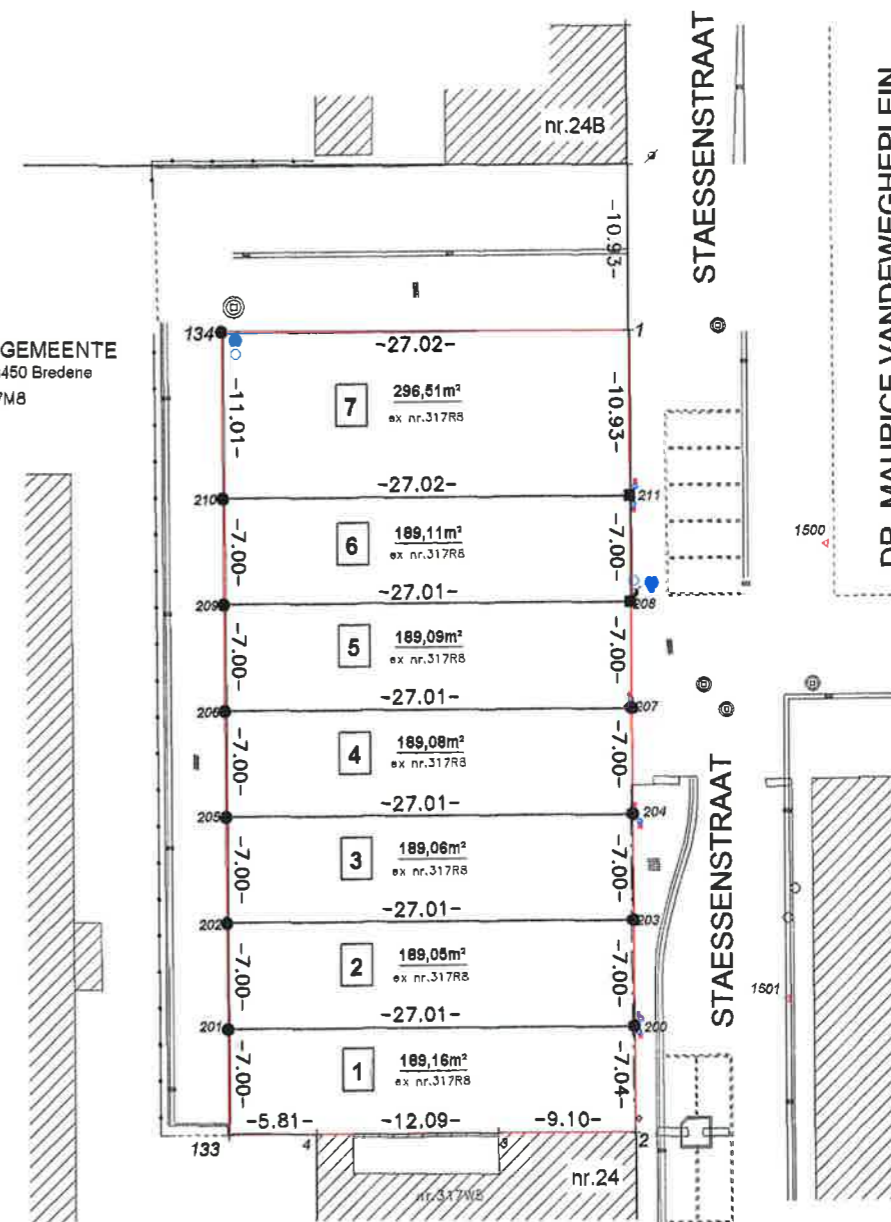 STAESSENSTRAAT
DR. MAURICE VANDEWEGHEPLEIN
nr.24B
-10.93-
134
1
GEMEENTE
450 Bredene
7M8
-27.02-
-11.01-
7
296,51m²
ex nr.317R8
-10.93-
210
-27.02-
211
-7.00-
6
189,11m²
ex nr.317R8
-7.00-
1500
209
-27.01-
208
-7.00-
5
189,09m²
ex nr.317R8
-7.00-
206
-27.01-
207
-7.00-
4
189,08m²
ex nr.317R8
-7.00-
205
-27.01-
204
STAESSENSTRAAT
-7.00-
3
189,06m²
ex nr.317R8
-7.00-
202
-27.01-
203
-7.00-
2
189,05m²
ex nr.317R8
-7.00-
1501
201
-27.01-
200
-7.00-
1
189,16m²
ex nr.317R8
-7.04-
-5.81-
-12.09-
-9.10-
133
4
3
2
nr.24
nr.317W8